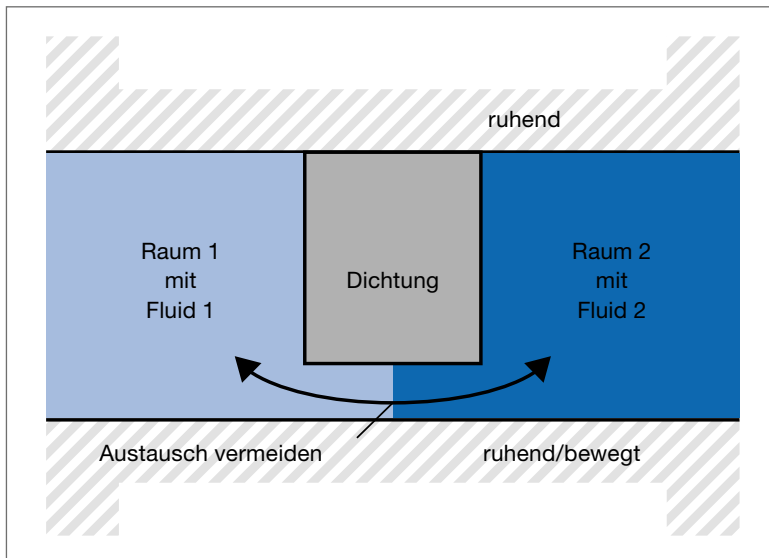 ruhend
Raum 1
mit
Fluid 1
Dichtung
Raum 2
mit
Fluid 2
Austausch vermeiden
ruhend/bewegt